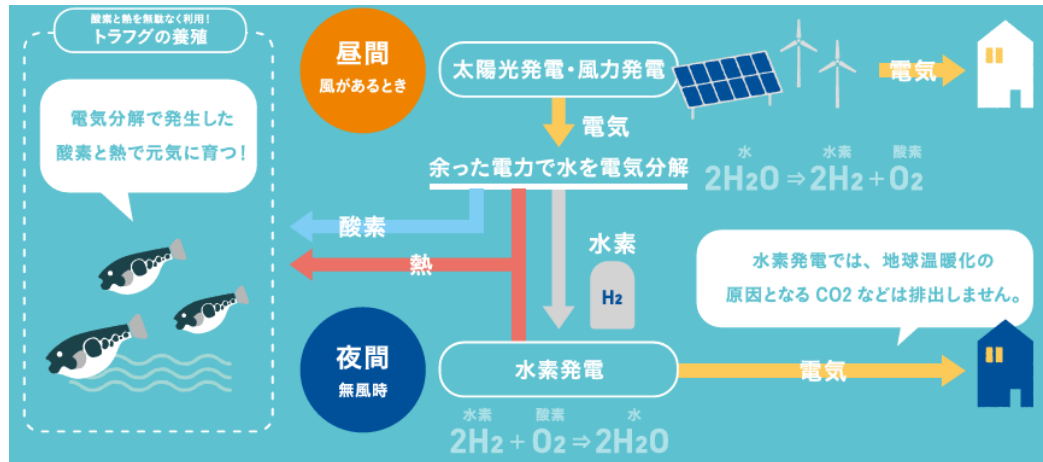 酸素と熱を無駄なく利用！
トラフグの養殖
電気分解で発生した
酸素と熱で元気に育つ！
昼間
風があるとき
太陽光発電・風力発電
電気
電気
余った電力で水を電気分解
水 水素 酸素
2H₂O ⇒ 2H₂ + O₂
酸素
熱
水素
H₂
水素発電では、地球温暖化の
原因となる CO2 などは排出しません。
夜間
無風時
水素発電
電気
水素 酸素 水
2H₂ + O₂ ⇒ 2H₂O